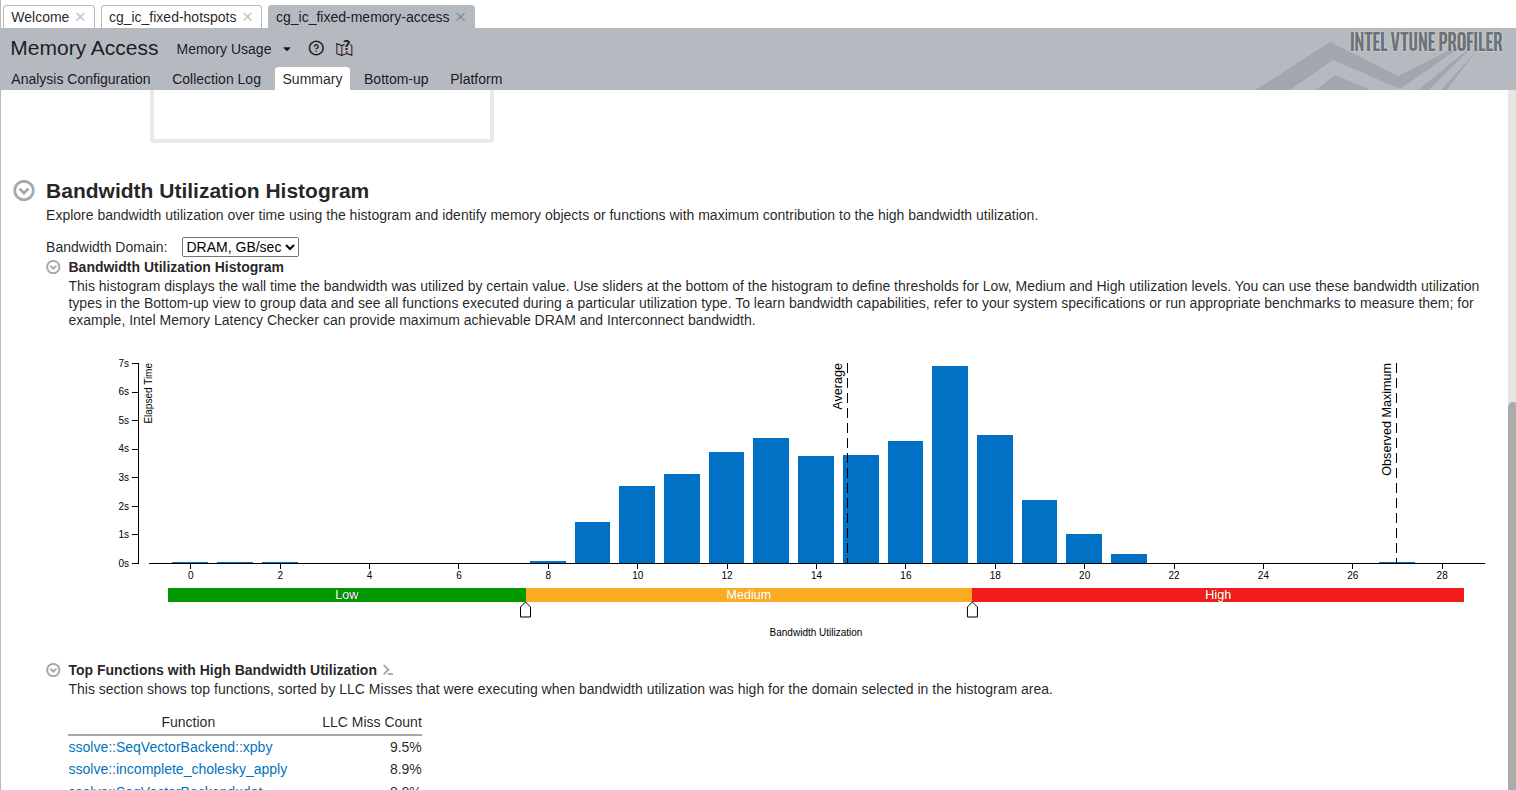 Welcome
cg_ic_fixed-hotspots
cg_ic_fixed-memory-access
Memory Access Memory Usage
INTEL VTUNE PROFILER
Analysis Configuration Collection Log Summary Bottom-up Platform
Bandwidth Utilization Histogram
Explore bandwidth utilization over time using the histogram and identify memory objects or functions with maximum contribution to the high bandwidth utilization.
Bandwidth Domain: DRAM, GB/sec
Bandwidth Utilization Histogram
This histogram displays the wall time the bandwidth was utilized by certain value. Use sliders at the bottom of the histogram to define thresholds for Low, Medium and High utilization levels. You can use these bandwidth utilization
types in the Bottom-up view to group data and see all functions executed during a particular utilization type. To learn bandwidth capabilities, refer to your system specifications or run appropriate benchmarks to measure them; for
example, Intel Memory Latency Checker can provide maximum achievable DRAM and Interconnect bandwidth.
7s
6s
5s
4s
3s
2s
1s
0s
Elapsed Time
Average
Observed Maximum
0 2 4 6 8 10 12 14 16 18 20 22 24 26 28
Low Medium High
Bandwidth Utilization
Top Functions with High Bandwidth Utilization
This section shows top functions, sorted by LLC Misses that were executing when bandwidth utilization was high for the domain selected in the histogram area.
Function LLC Miss Count
ssolve::SeqVectorBackend::xpby 9.5%
ssolve::incomplete_cholesky_apply 8.9%